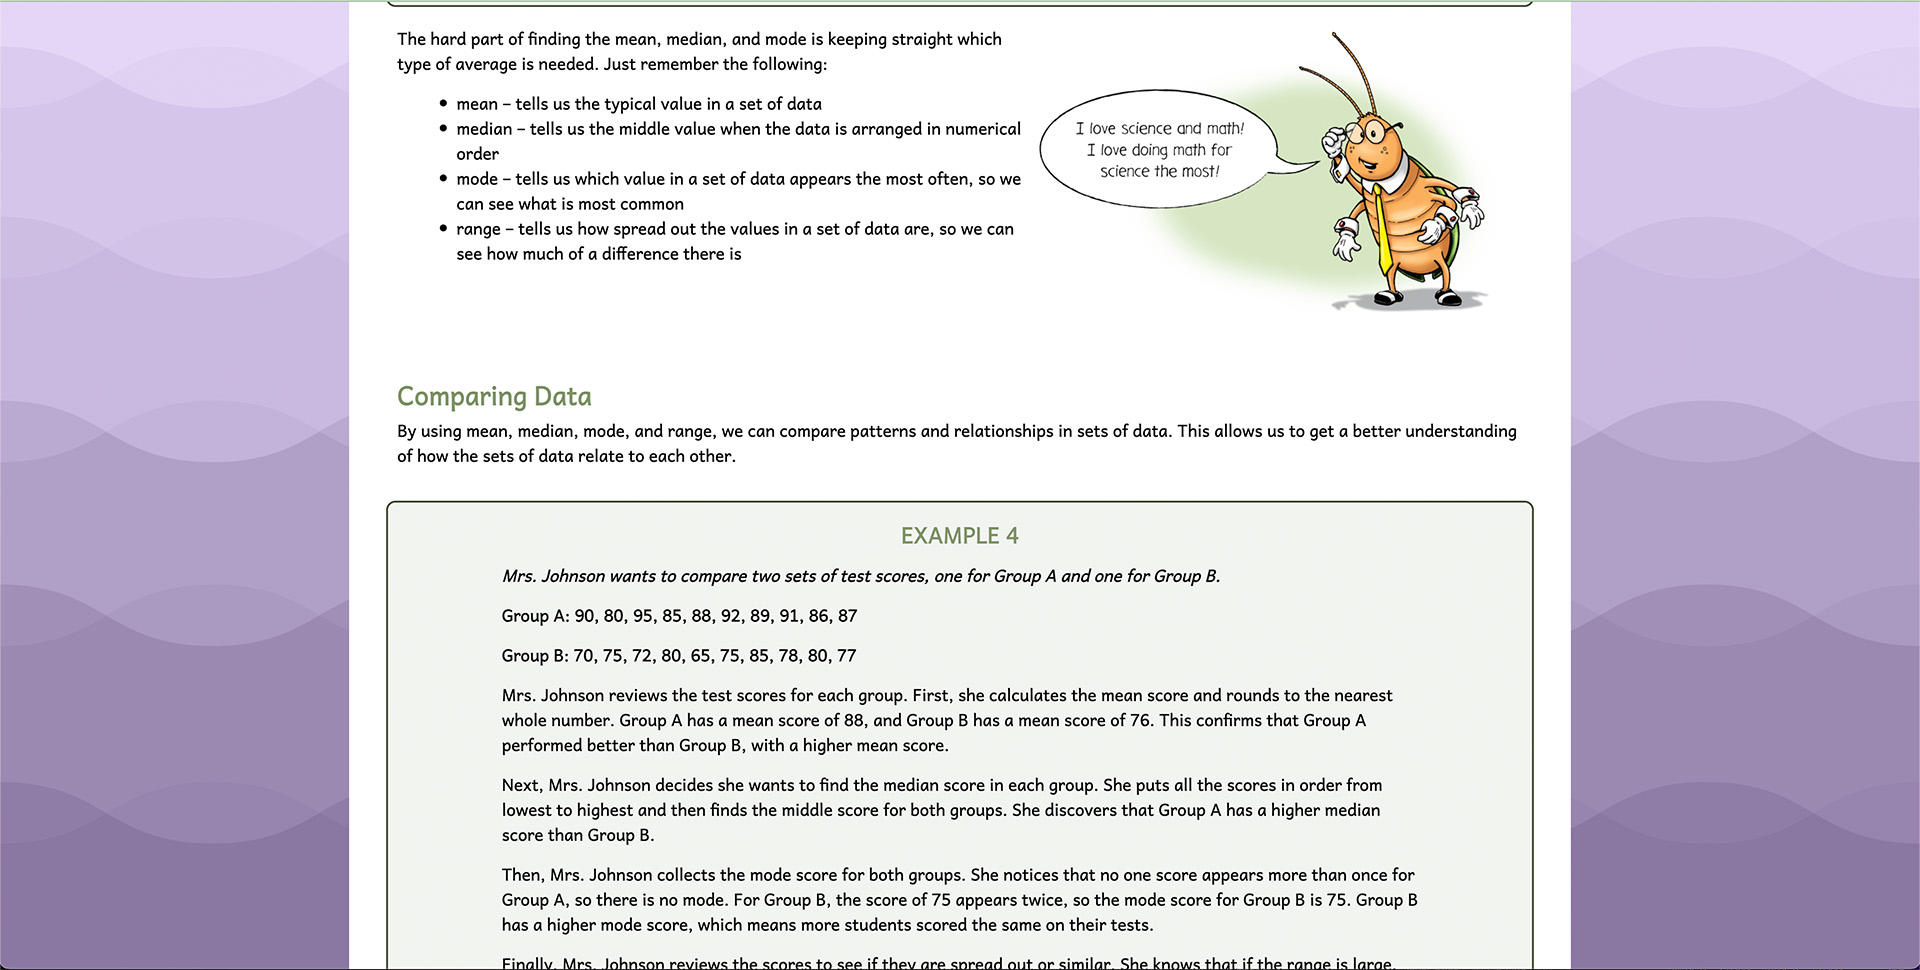 The hard part of finding the mean, median, and mode is keeping straight which
type of average is needed. Just remember the following:
• mean – tells us the typical value in a set of data
• median – tells us the middle value when the data is arranged in numerical
order
• mode – tells us which value in a set of data appears the most often, so we
can see what is most common
• range – tells us how spread out the values in a set of data are, so we can
see how much of a difference there is
I love science and math!
I love doing math for
science the most!
Comparing Data
By using mean, median, mode, and range, we can compare patterns and relationships in sets of data. This allows us to get a better understanding
of how the sets of data relate to each other.
EXAMPLE 4
Mrs. Johnson wants to compare two sets of test scores, one for Group A and one for Group B.
Group A: 90, 80, 95, 85, 88, 92, 89, 91, 86, 87
Group B: 70, 75, 72, 80, 65, 75, 85, 78, 80, 77
Mrs. Johnson reviews the test scores for each group. First, she calculates the mean score and rounds to the nearest
whole number. Group A has a mean score of 88, and Group B has a mean score of 76. This confirms that Group A
performed better than Group B, with a higher mean score.
Next, Mrs. Johnson decides she wants to find the median score in each group. She puts all the scores in order from
lowest to highest and then finds the middle score for both groups. She discovers that Group A has a higher median
score than Group B.
Then, Mrs. Johnson collects the mode score for both groups. She notices that no one score appears more than once for
Group A, so there is no mode. For Group B, the score of 75 appears twice, so the mode score for Group B is 75. Group B
has a higher mode score, which means more students scored the same on their tests.
Finally, Mrs. Johnson reviews the scores to see if they are spread out or similar. She knows that if the range is large,